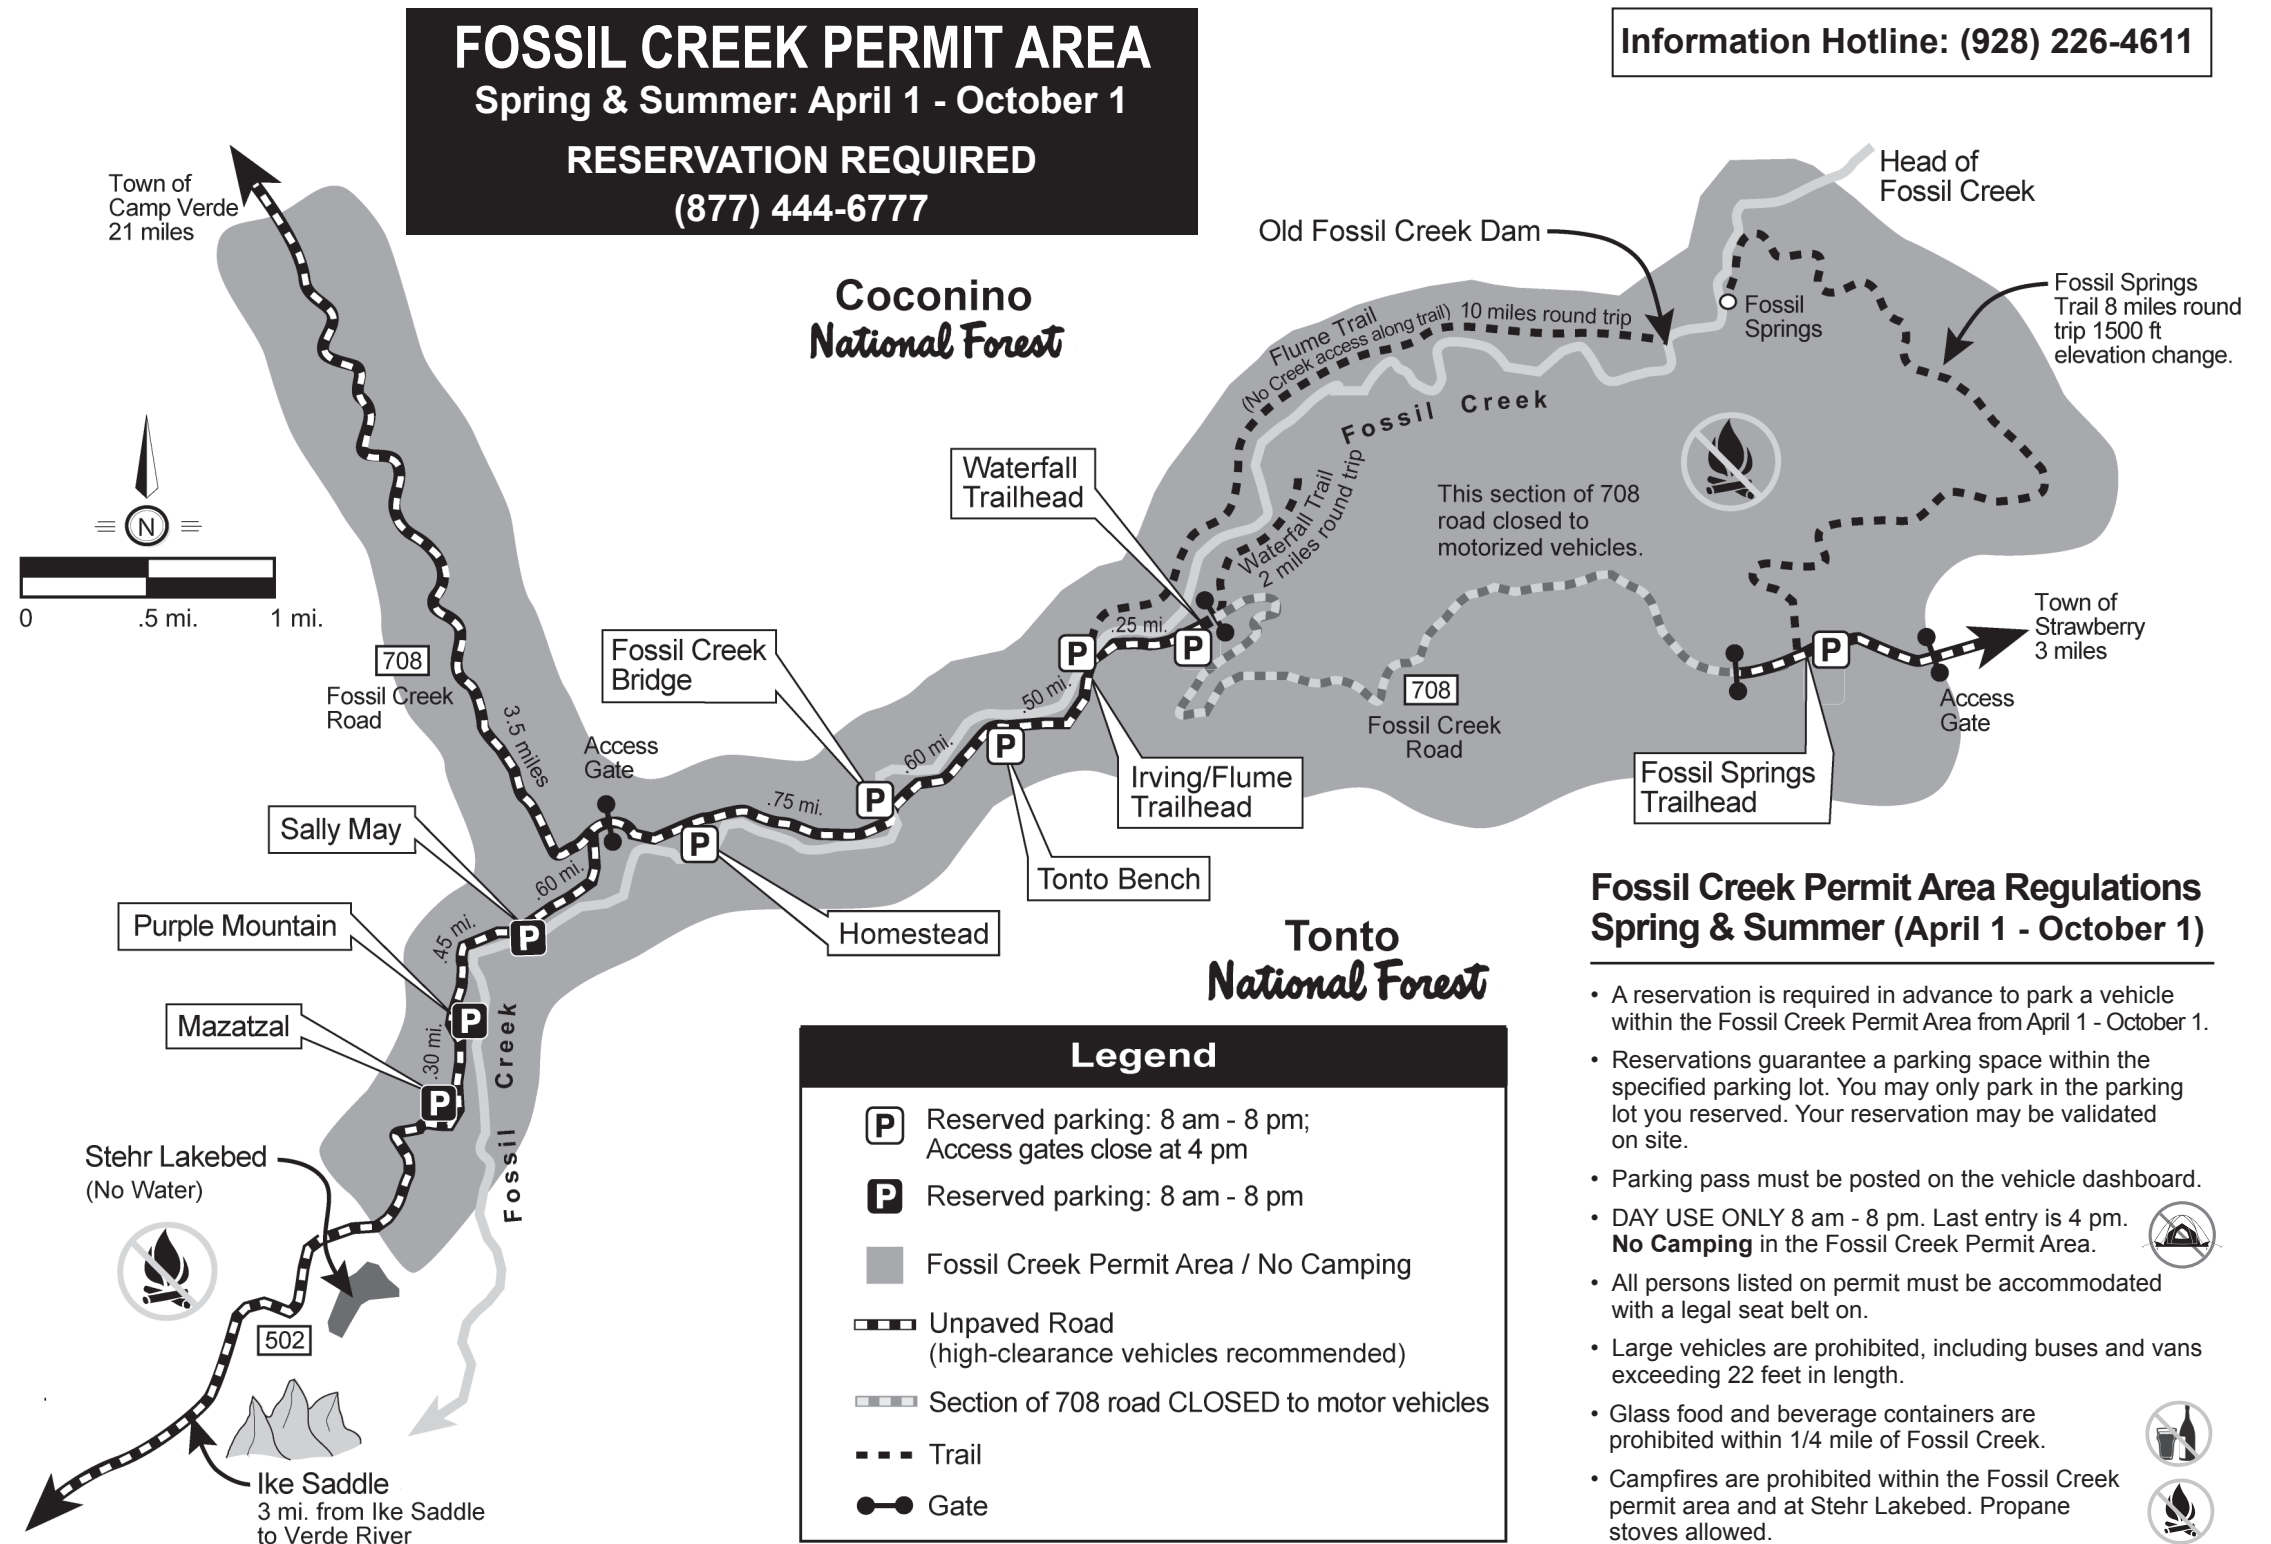 FOSSIL CREEK PERMIT AREA
Spring & Summer: April 1 - October 1
RESERVATION REQUIRED
(877) 444-6777
Information Hotline: (928) 226-4611
Town of
Camp Verde
21 miles
Coconino
National Forest
Head of
Fossil Creek
Old Fossil Creek Dam
Fossil
Springs
Fossil Springs
Trail 8 miles round
trip 1500 ft
elevation change.
Flume Trail
(No Creek access along trail)
10 miles round trip
Fossil Creek
Waterfall
Trailhead
Waterfall Trail
2 miles round trip
This section of 708
road closed to
motorized vehicles.
N
0 .5 mi. 1 mi.
708
Fossil Creek
Road
3.5 miles
Access
Gate
Fossil Creek
Bridge
P
P
.25 mi.
.50 mi.
.60 mi.
.75 mi.
P
P
P
P
708
Fossil Creek
Road
Town of
Strawberry
3 miles
Access
Gate
Irving/Flume
Trailhead
Fossil Springs
Trailhead
Sally May
.60 mi.
Tonto Bench
Homestead
Purple Mountain
.45 mi.
P
Mazatzal
P
.30 mi.
P
Fossil Creek
Stehr Lakebed
(No Water)
502
Ike Saddle
3 mi. from Ike Saddle
to Verde River
Tonto
National Forest
Legend
P Reserved parking: 8 am - 8 pm;
Access gates close at 4 pm
P Reserved parking: 8 am - 8 pm
Fossil Creek Permit Area / No Camping
Unpaved Road
(high-clearance vehicles recommended)
Section of 708 road CLOSED to motor vehicles
Trail
Gate
Fossil Creek Permit Area Regulations
Spring & Summer (April 1 - October 1)
• A reservation is required in advance to park a vehicle
within the Fossil Creek Permit Area from April 1 - October 1.
• Reservations guarantee a parking space within the
specified parking lot. You may only park in the parking
lot you reserved. Your reservation may be validated
on site.
• Parking pass must be posted on the vehicle dashboard.
• DAY USE ONLY 8 am - 8 pm. Last entry is 4 pm.
No Camping in the Fossil Creek Permit Area.
• All persons listed on permit must be accommodated
with a legal seat belt on.
• Large vehicles are prohibited, including buses and vans
exceeding 22 feet in length.
• Glass food and beverage containers are
prohibited within 1/4 mile of Fossil Creek.
• Campfires are prohibited within the Fossil Creek
permit area and at Stehr Lakebed. Propane
stoves allowed.